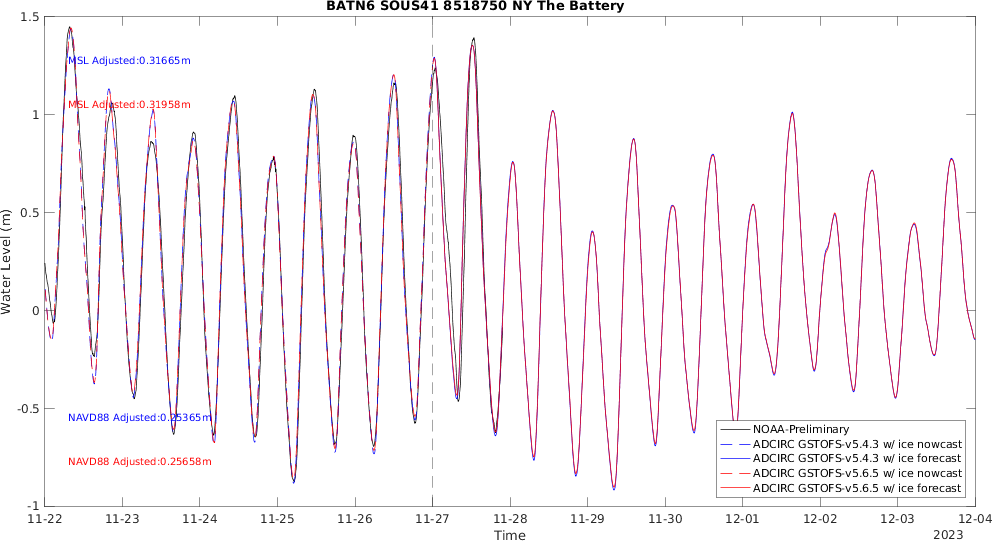 BATN6 SOUS41 8518750 NY The Battery
1.5
1
0.5
0
-0.5
-1
Water Level (m)
MSL Adjusted:0.31665m
MSL Adjusted:0.31958m
NAVD88 Adjusted:0.25365m
NAVD88 Adjusted:0.25658m
NOAA-Preliminary
ADCIRC GSTOFS-v5.4.3 w/ ice nowcast
ADCIRC GSTOFS-v5.4.3 w/ ice forecast
ADCIRC GSTOFS-v5.6.5 w/ ice nowcast
ADCIRC GSTOFS-v5.6.5 w/ ice forecast
11-22 11-23 11-24 11-25 11-26 11-27 11-28 11-29 11-30 12-01 12-02 12-03 12-04
Time
2023